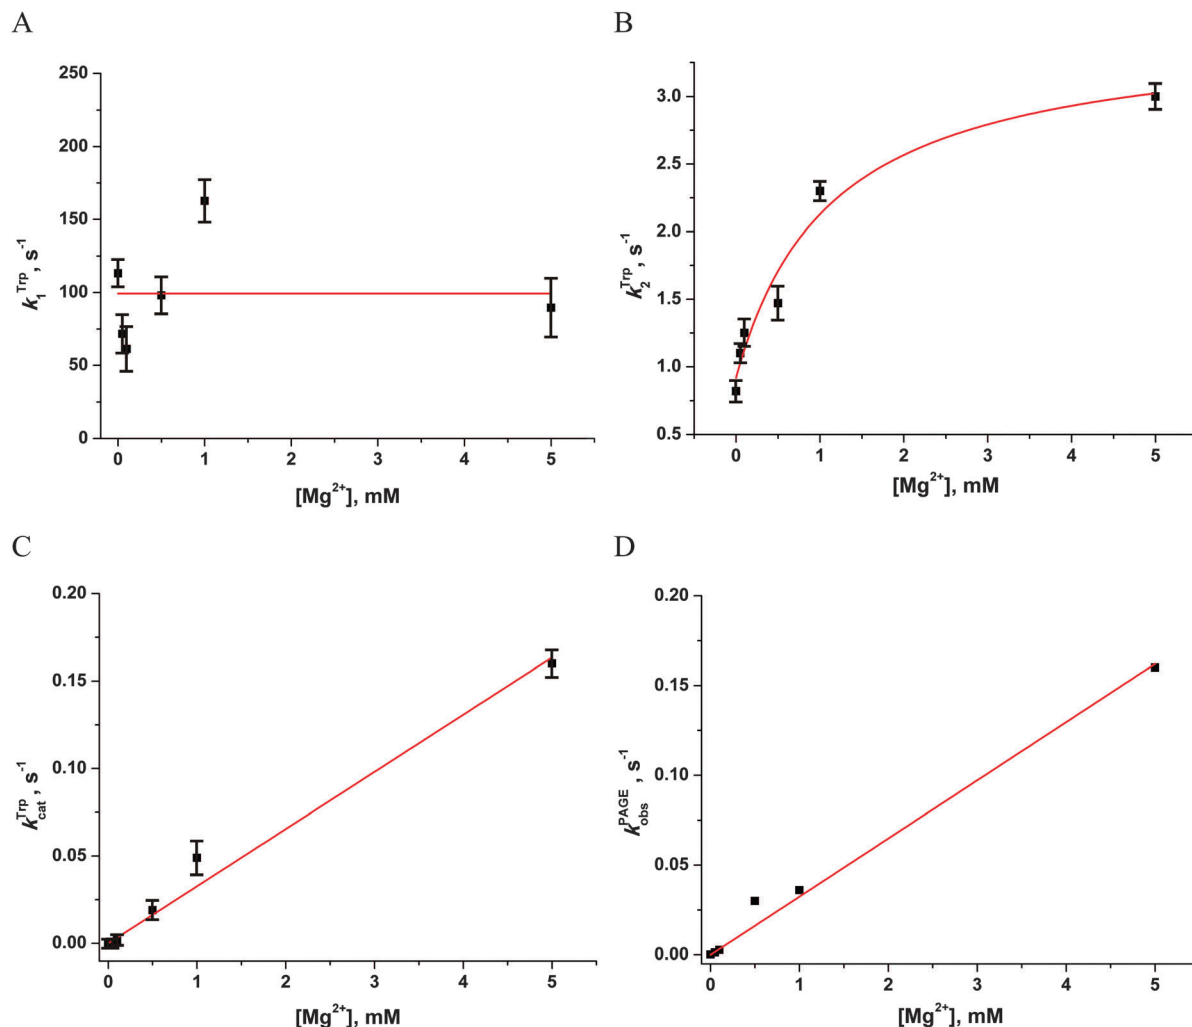 A
250
200
150
100
50
0
k₁ᵀʳᵖ, s⁻¹
0 1 2 3 4 5
[Mg²⁺], mM
B
3.0
2.5
2.0
1.5
1.0
0.5
k₂ᵀʳᵖ, s⁻¹
0 1 2 3 4 5
[Mg²⁺], mM
C
0.20
0.15
0.10
0.05
0.00
k_cat^Trp, s⁻¹
0 1 2 3 4 5
[Mg²⁺], mM
D
0.20
0.15
0.10
0.05
0.00
k_obs^PAGE, s⁻¹
0 1 2 3 4 5
[Mg²⁺], mM